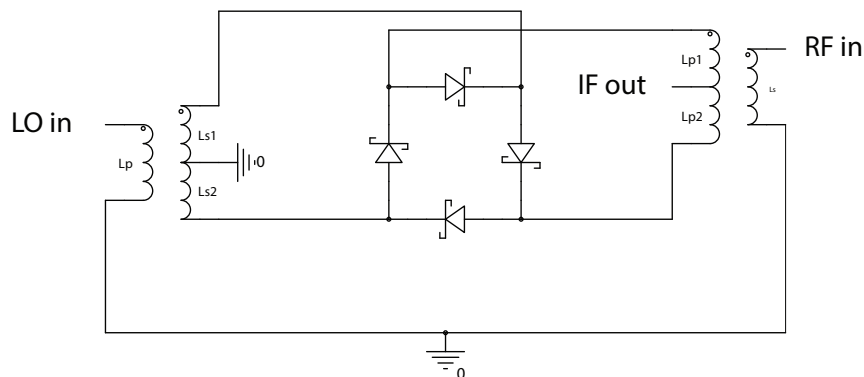 RF in
Lp1
IF out
Ls
Lp2
LO in
Ls1
Lp
0
Ls2
0